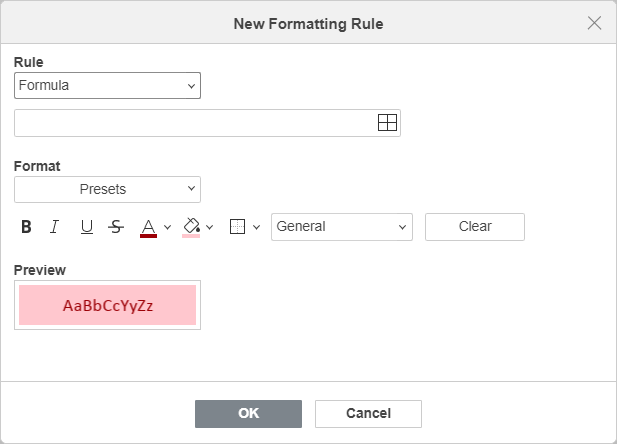 New Formatting Rule
Rule
Formula
Format
Presets
B I U S A General Clear
Preview
AaBbCcYyZz
OK Cancel